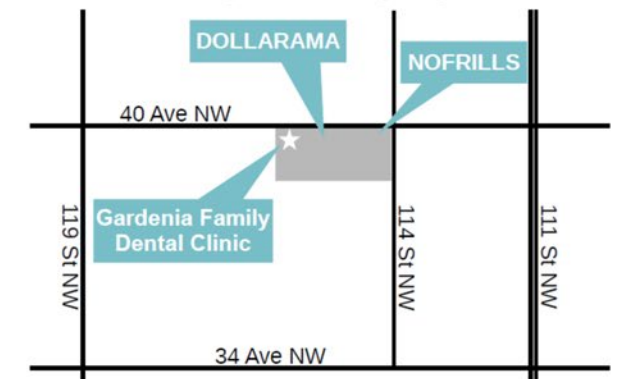 DOLLARAMA
NOFRILLS
40 Ave NW
Gardenia Family
Dental Clinic
119 St NW
114 St NW
111 St NW
34 Ave NW